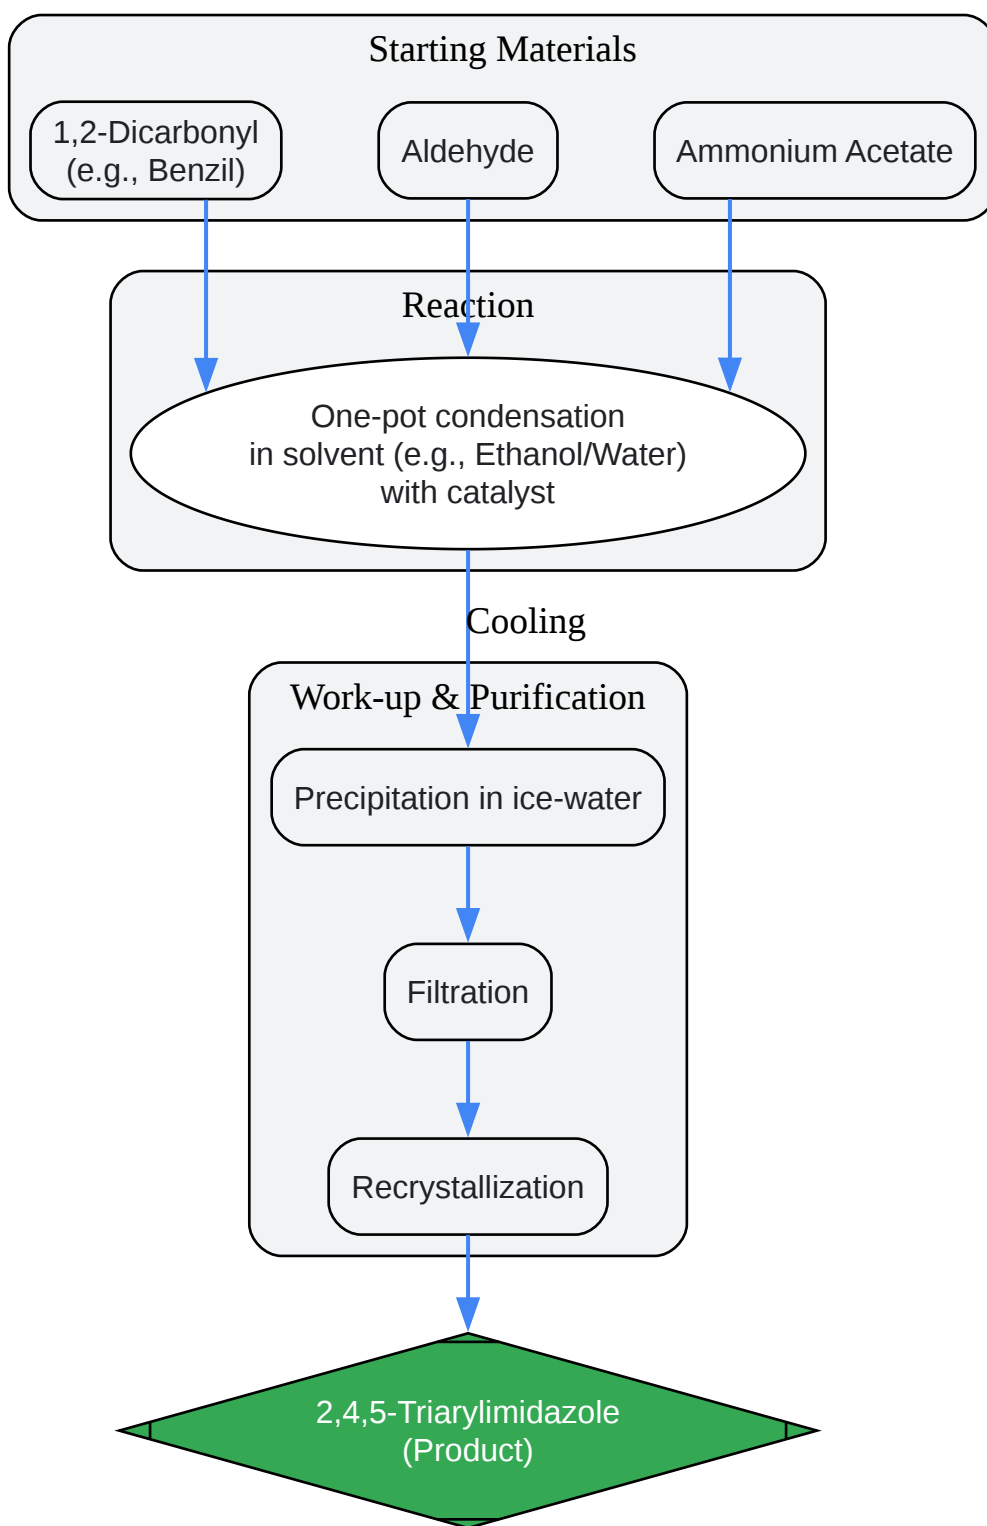 Starting Materials
1,2-Dicarbonyl
(e.g., Benzil)
Aldehyde
Ammonium Acetate
Reaction
One-pot condensation
in solvent (e.g., Ethanol/Water)
with catalyst
Cooling
Work-up & Purification
Precipitation in ice-water
Filtration
Recrystallization
2,4,5-Triarylimidazole
(Product)